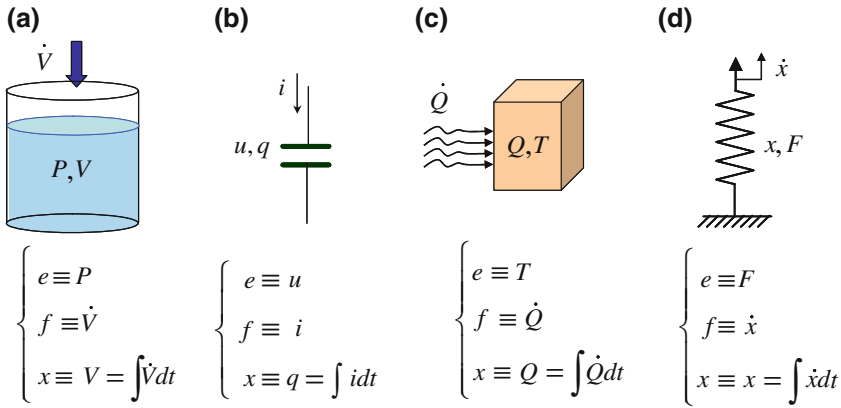 (a)
(b)
(c)
(d)
V̇
i
Q̇
ẋ
P,V
u,q
Q,T
x,F
e ≡ P
f ≡ V̇
x ≡ V = ∫V̇dt
e ≡ u
f ≡ i
x ≡ q = ∫ idt
e ≡ T
f ≡ Q̇
x ≡ Q = ∫Q̇dt
e ≡ F
f ≡ ẋ
x ≡ x = ∫ẋdt